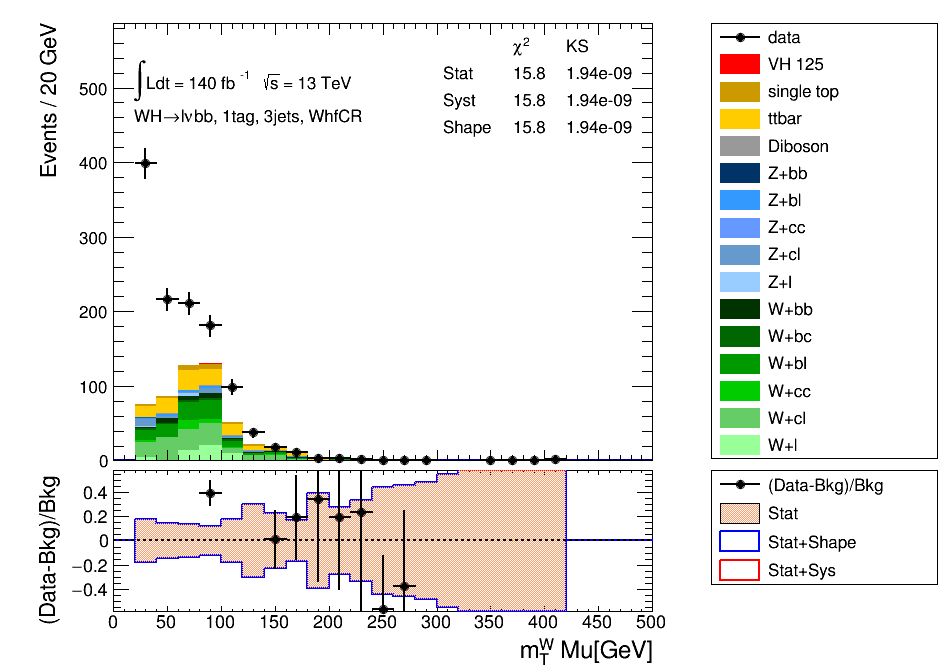 Events / 20 GeV
∫Ldt = 140 fb⁻¹ √s = 13 TeV
WH→lνbb, 1tag, 3jets, WhfCR
χ² KS
Stat 15.8 1.94e-09
Syst 15.8 1.94e-09
Shape 15.8 1.94e-09
500
400
300
200
100
0
data
VH 125
single top
ttbar
Diboson
Z+bb
Z+bl
Z+cc
Z+cl
Z+l
W+bb
W+bc
W+bl
W+cc
W+cl
W+l
(Data-Bkg)/Bkg
0.4
0.2
0
−0.2
−0.4
0 50 100 150 200 250 300 350 400 450 500
m_T^W Mu[GeV]
(Data-Bkg)/Bkg
Stat
Stat+Shape
Stat+Sys